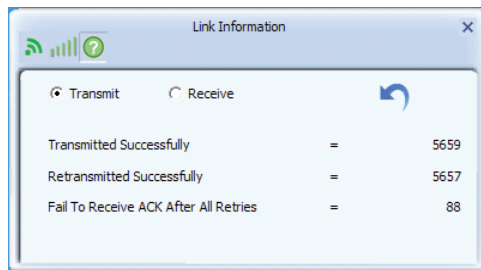 Link Information
Transmit Receive
Transmitted Successfully = 5659
Retransmitted Successfully = 5657
Fail To Receive ACK After All Retries = 88